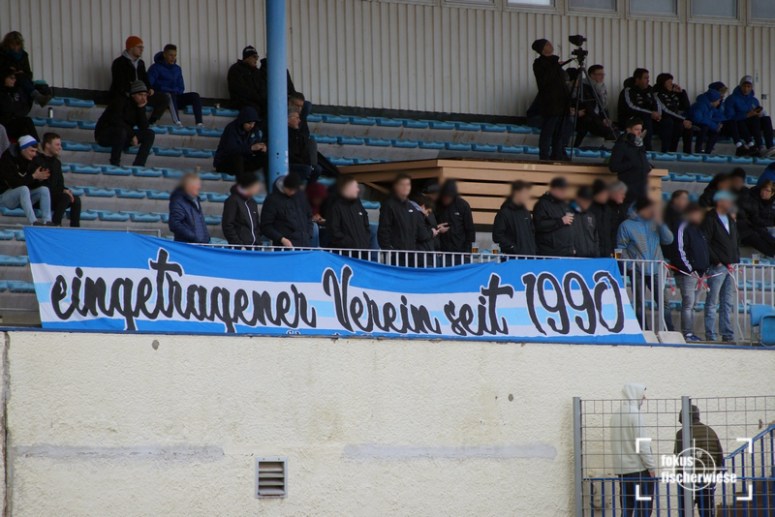 eingetragener Verein seit 1990
fokus
fischerwiese